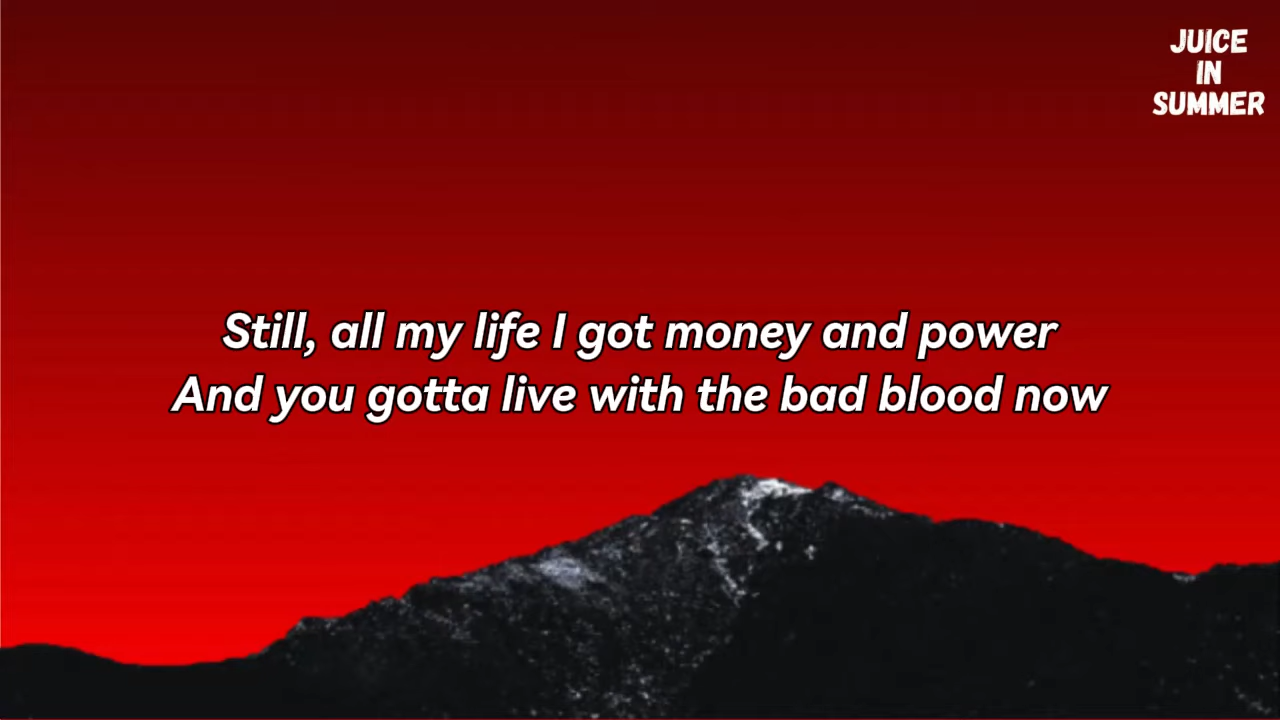 JUICE
IN
SUMMER
Still, all my life I got money and power
And you gotta live with the bad blood now